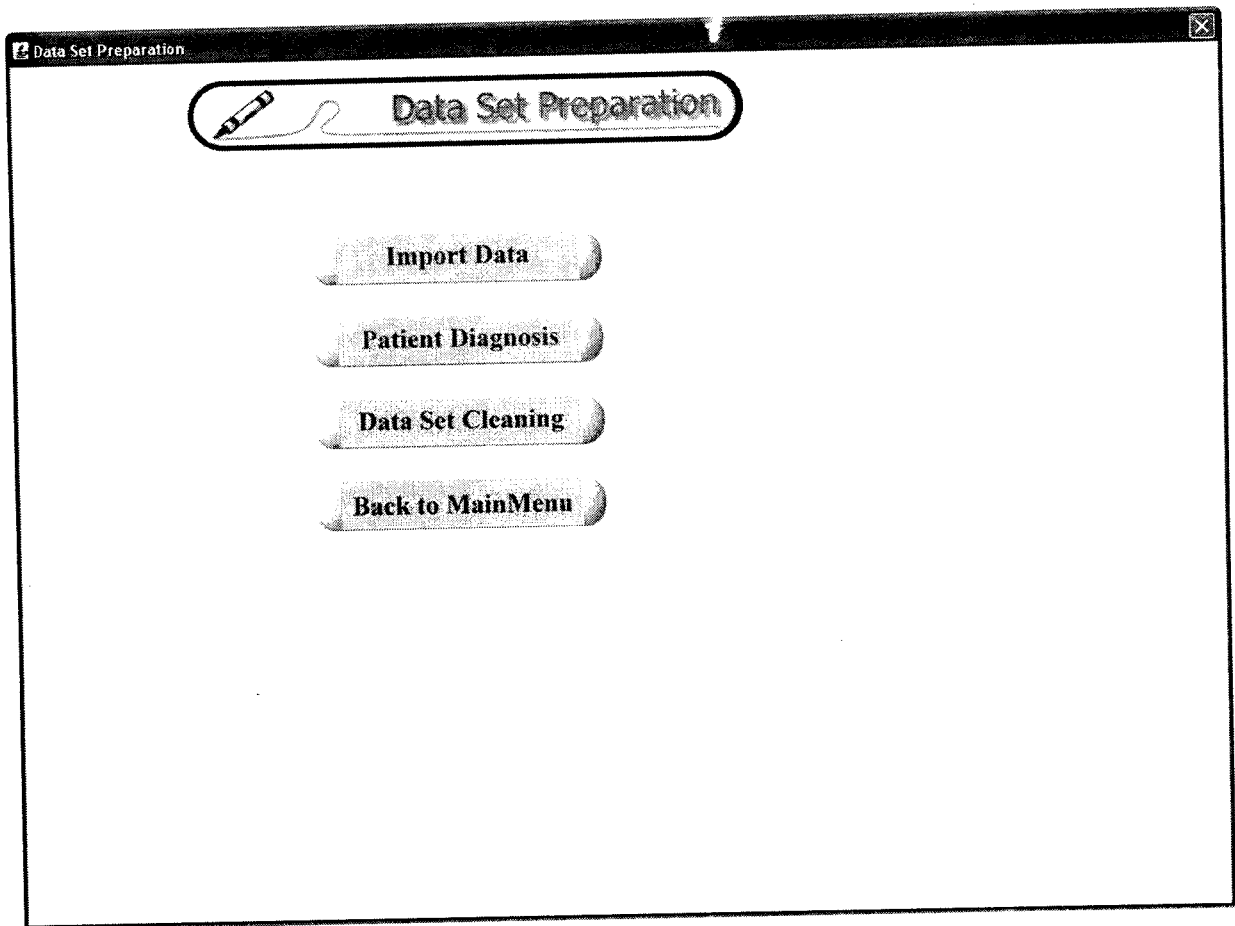 Data Set Preparation
Data Set Preparation
Import Data
Patient Diagnosis
Data Set Cleaning
Back to MainMenu